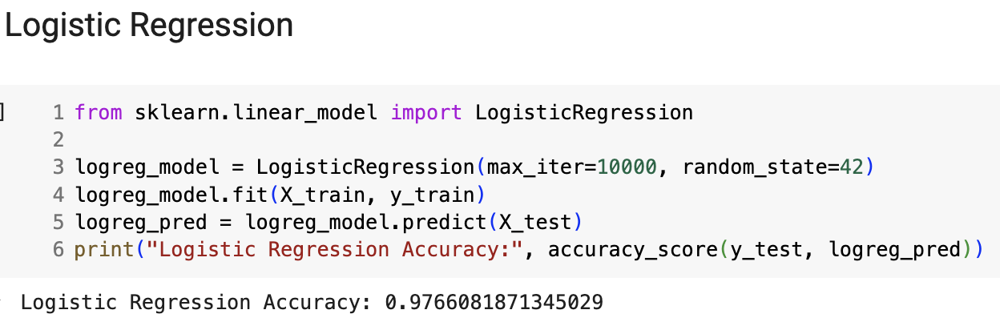 Logistic Regression
]
1 from sklearn.linear_model import LogisticRegression
2
3 logreg_model = LogisticRegression(max_iter=10000, random_state=42)
4 logreg_model.fit(X_train, y_train)
5 logreg_pred = logreg_model.predict(X_test)
6 print("Logistic Regression Accuracy:", accuracy_score(y_test, logreg_pred))
Logistic Regression Accuracy: 0.9766081871345029